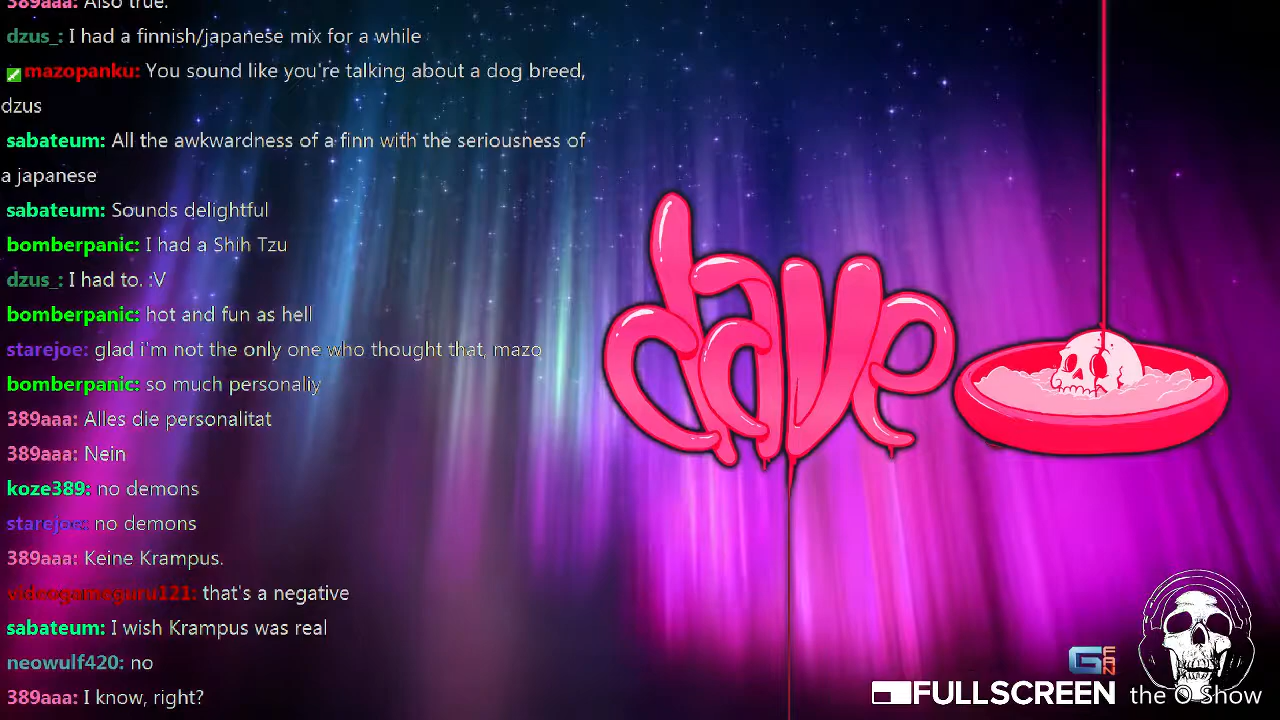 389aaa: Also true.
dzus_: I had a finnish/japanese mix for a while
mazopanku: You sound like you're talking about a dog breed,
dzus
sabateum: All the awkwardness of a finn with the seriousness of
a japanese
sabateum: Sounds delightful
bomberpanic: I had a Shih Tzu
dzus_: I had to. :V
bomberpanic: hot and fun as hell
starejoe: glad i'm not the only one who thought that, mazo
bomberpanic: so much personaliy
389aaa: Alles die personalitat
389aaa: Nein
koze389: no demons
starejoe: no demons
389aaa: Keine Krampus.
videogameguru121: that's a negative
sabateum: I wish Krampus was real
neowulf420: no
389aaa: I know, right?
dave
G FAN
FULLSCREEN
the O Show